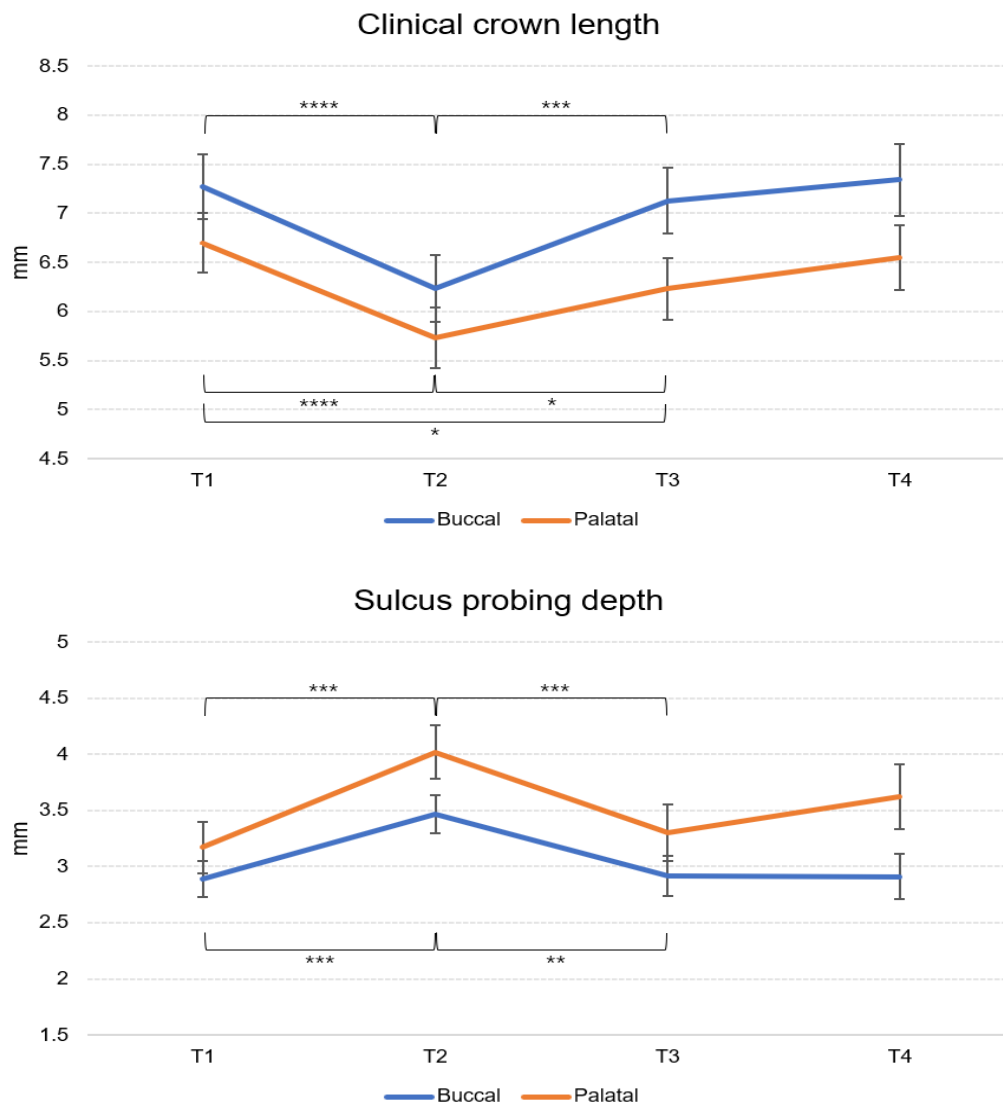 Clinical crown length
8.5
8
7.5
7
6.5
6
5.5
5
4.5
mm
**** ***
**** *
*
T1 T2 T3 T4
Buccal Palatal
Sulcus probing depth
5
4.5
4
3.5
3
2.5
2
1.5
mm
*** ***
*** **
T1 T2 T3 T4
Buccal Palatal